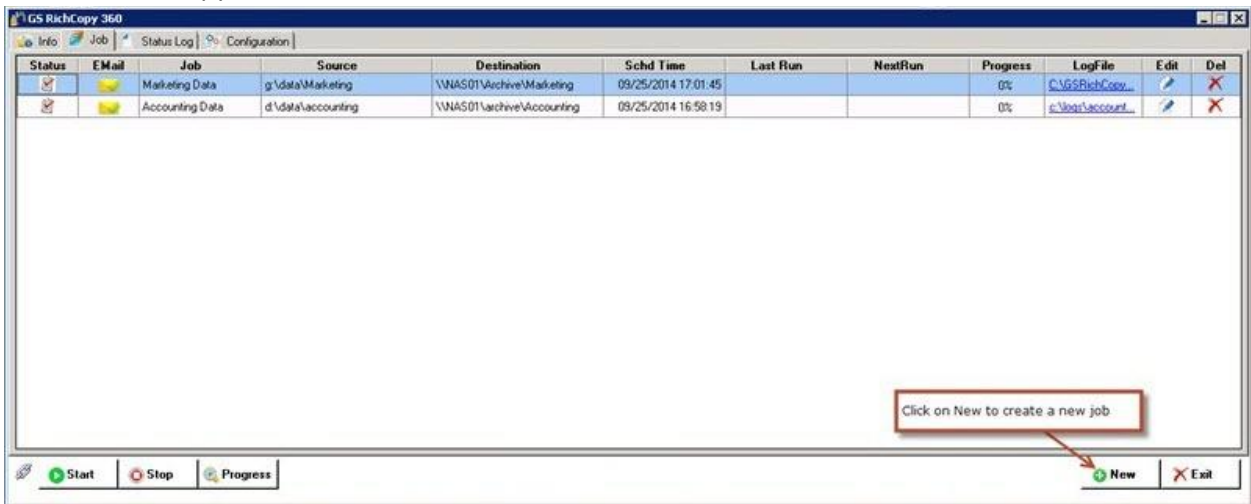 GS RichCopy 360
Info Job Status Log Configuration
Status EMail Job Source Destination Schd Time Last Run NextRun Progress LogFile Edit Del
Marketing Data g:\data\Marketing \\NAS01\Archive\Marketing 09/25/2014 17:01:45 0% C:\GSRichCopy...
Accounting Data d:\data\accounting \\NAS01\archive\Accounting 09/25/2014 16:58:19 0% c:\logs\account...
Click on New to create a new job
Start Stop Progress New Exit